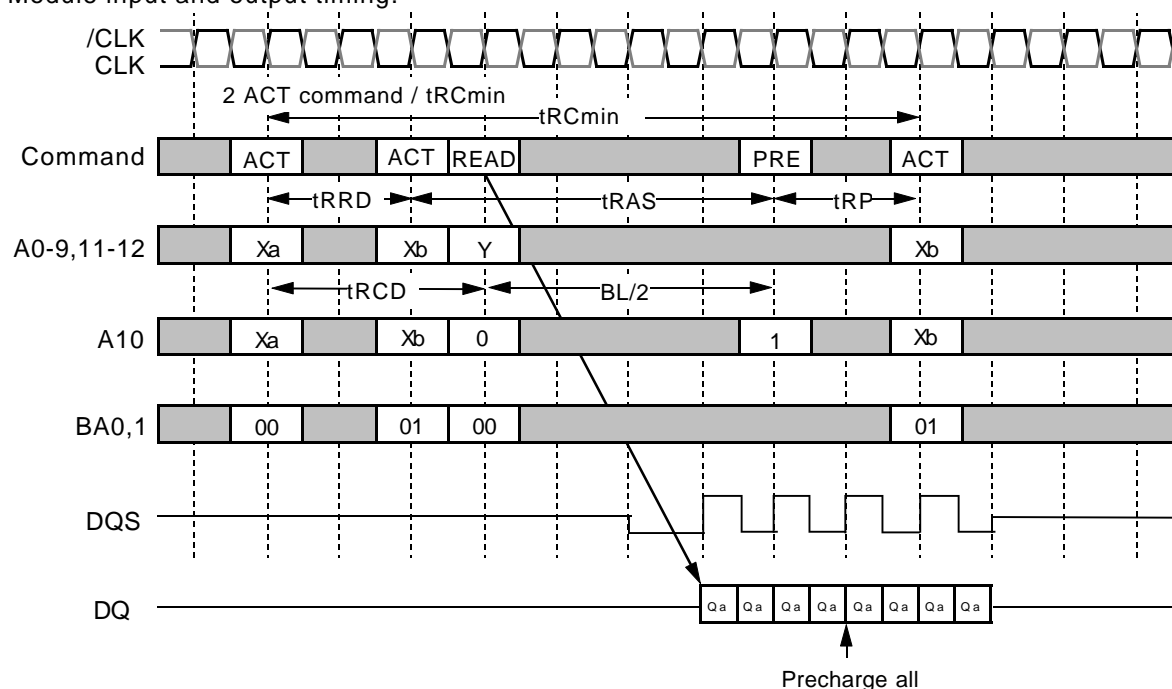 Module input and output timing.
/CLK
CLK
2 ACT command / tRCmin
tRCmin
Command ACT ACT READ PRE ACT
tRRD tRAS tRP
A0-9,11-12 Xa Xb Y Xb
tRCD BL/2
A10 Xa Xb 0 1 Xb
BA0,1 00 01 00 01
DQS
DQ Qa Qa Qa Qa Qa Qa Qa Qa
Precharge all